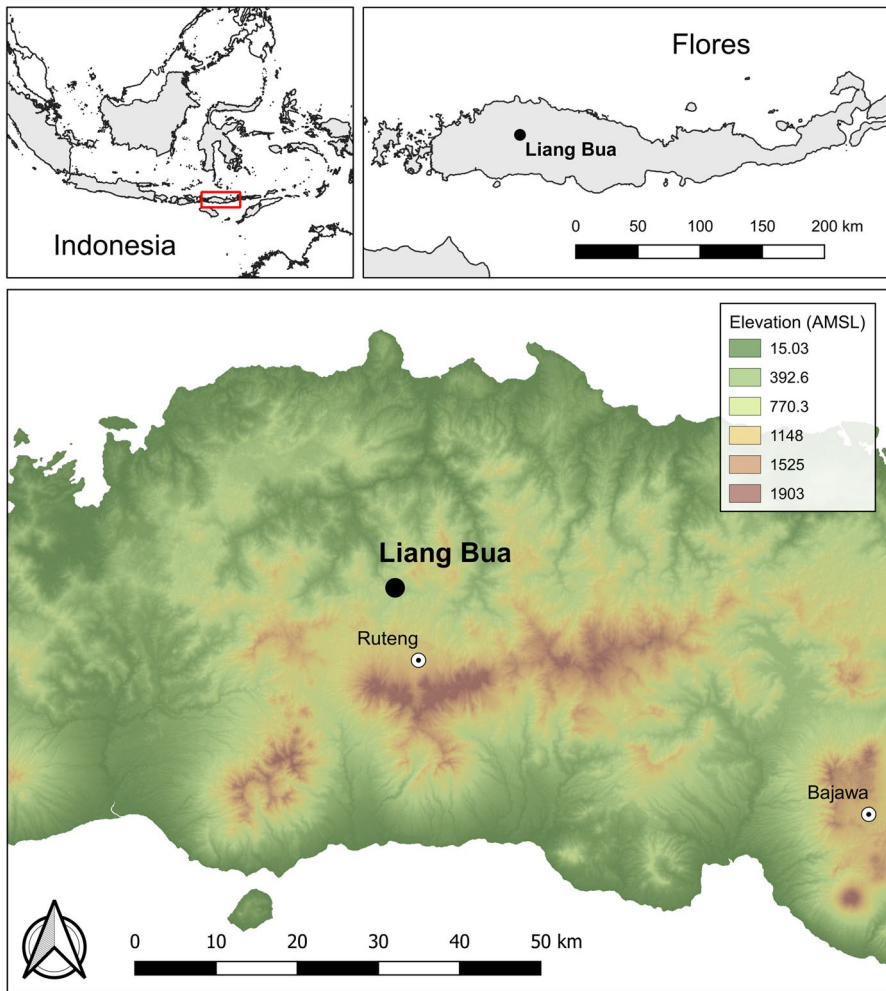 Indonesia
Flores
Liang Bua
0 50 100 150 200 km
Elevation (AMSL)
15.03
392.6
770.3
1148
1525
1903
Liang Bua
Ruteng
Bajawa
0 10 20 30 40 50 km